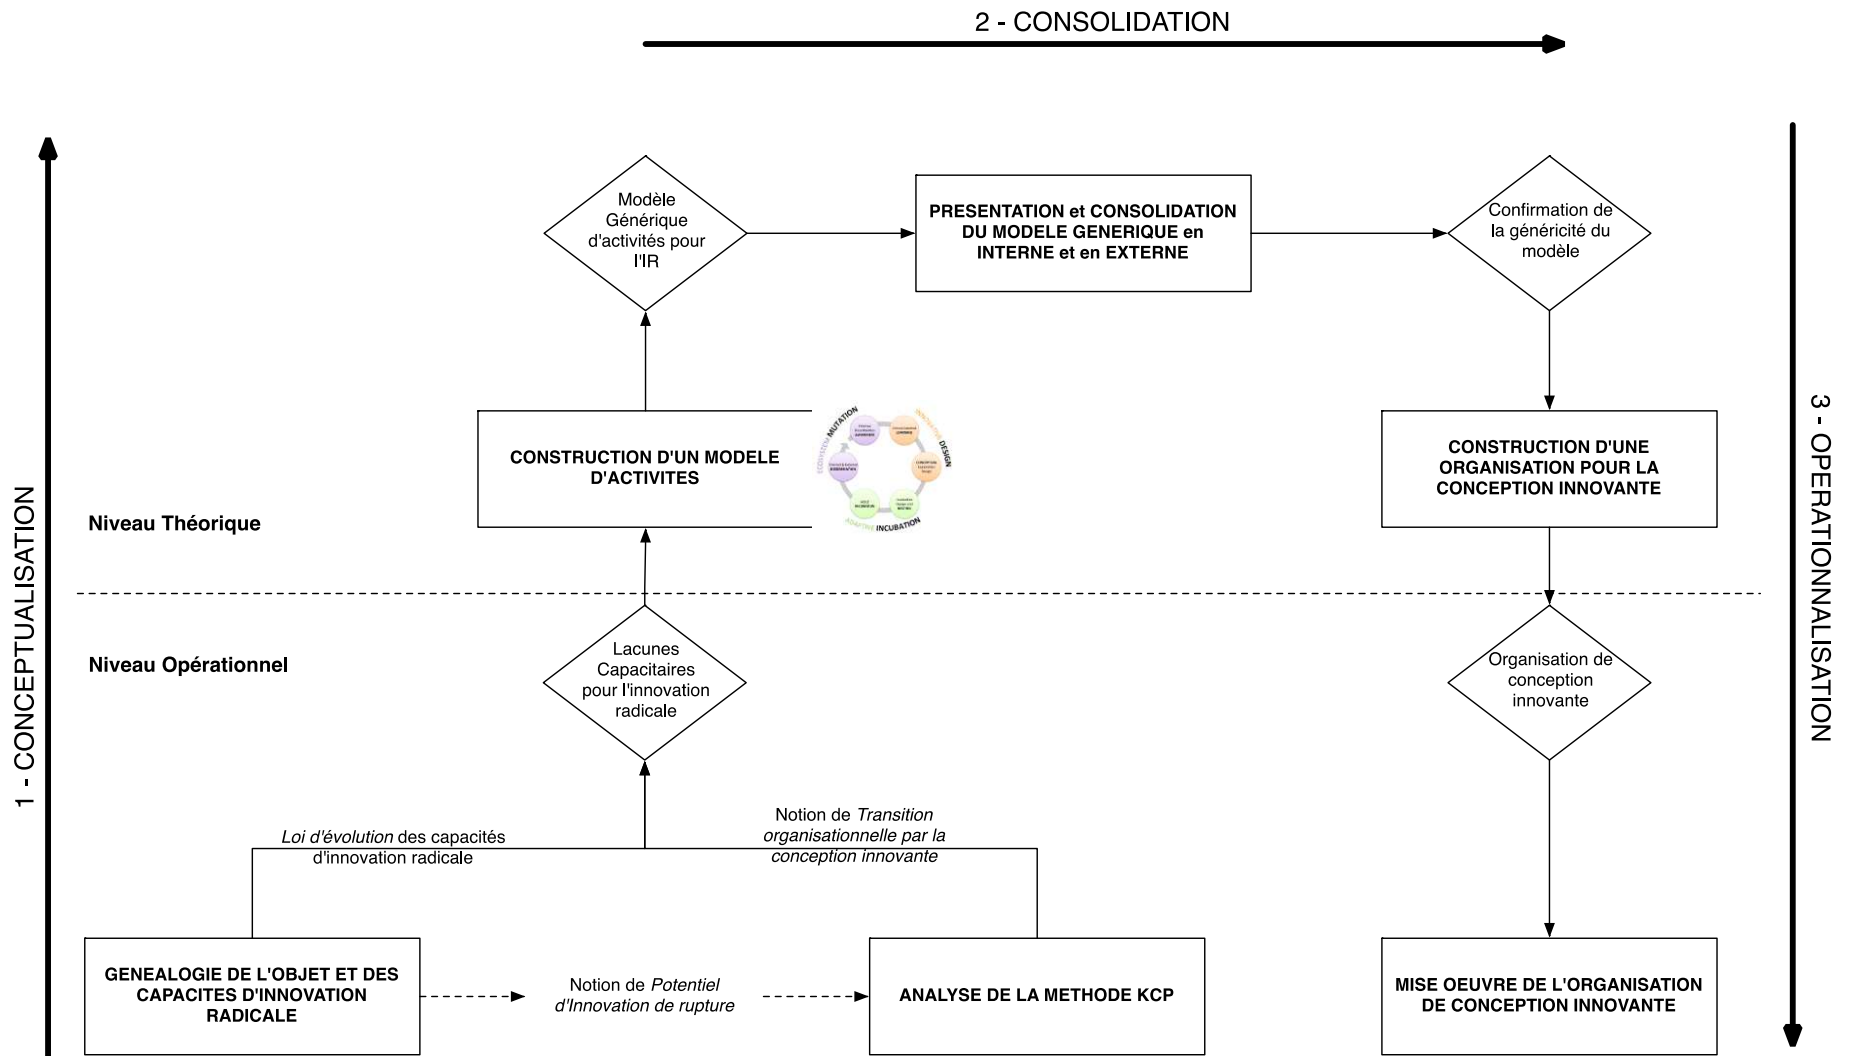 2 - CONSOLIDATION
1 - CONCEPTUALISATION
3 - OPERATIONNALISATION
Modèle
Générique
d'activités pour
l'IR
PRESENTATION et CONSOLIDATION
DU MODELE GENERIQUE en
INTERNE et en EXTERNE
Confirmation de
la généricité du
modèle
CONSTRUCTION D'UN MODELE
D'ACTIVITES
ECOSYSTEM MUTATION
INNOVATIVE DESIGN
ADAPTIVE INCUBATION
CONSTRUCTION D'UNE
ORGANISATION POUR LA
CONCEPTION INNOVANTE
Niveau Théorique
Niveau Opérationnel
Lacunes
Capacitaires
pour l'innovation
radicale
Organisation de
conception
innovante
Loi d'évolution des capacités
d'innovation radicale
Notion de Transition
organisationnelle par la
conception innovante
GENEALOGIE DE L'OBJET ET DES
CAPACITES D'INNOVATION
RADICALE
Notion de Potentiel
d'Innovation de rupture
ANALYSE DE LA METHODE KCP
MISE OEUVRE DE L'ORGANISATION
DE CONCEPTION INNOVANTE